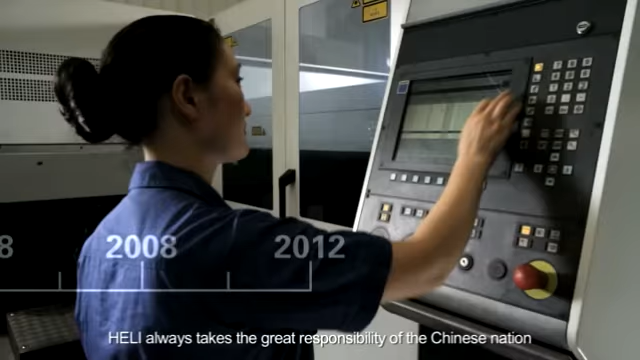 8
2008
2012
HELI always takes the great responsibility of the Chinese nation